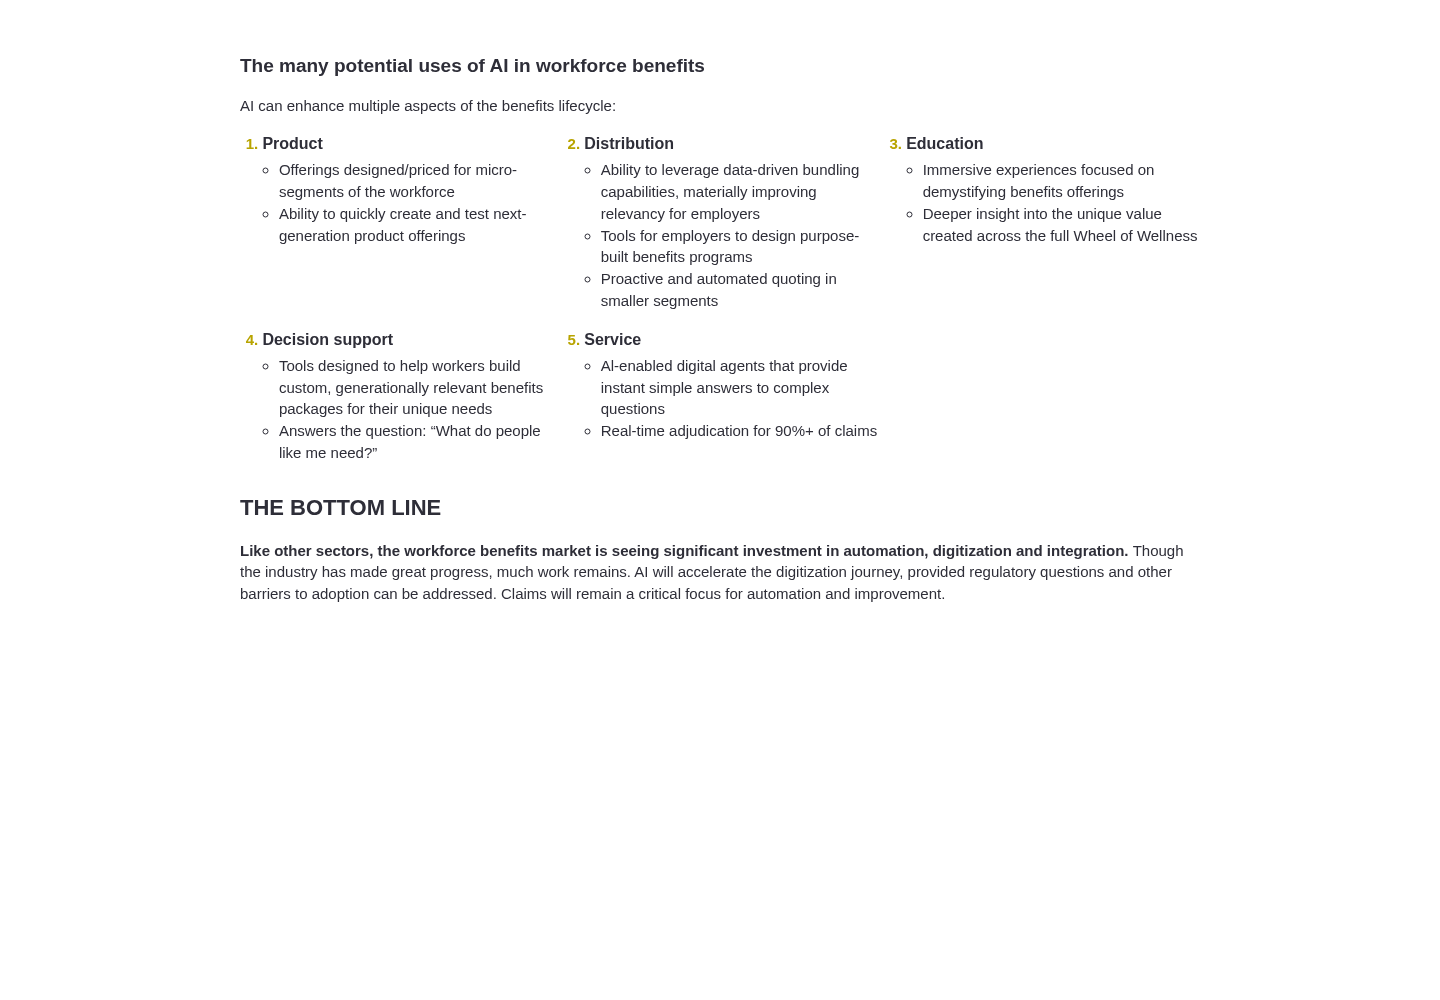 The many potential uses of AI in workforce benefits
AI can enhance multiple aspects of the benefits lifecycle:
1. Product
Offerings designed/priced for micro-
segments of the workforce
Ability to quickly create and test next-
generation product offerings
2. Distribution
Ability to leverage data-driven bundling
capabilities, materially improving
relevancy for employers
Tools for employers to design purpose-
built benefits programs
Proactive and automated quoting in
smaller segments
3. Education
Immersive experiences focused on
demystifying benefits offerings
Deeper insight into the unique value
created across the full Wheel of Wellness
4. Decision support
Tools designed to help workers build
custom, generationally relevant benefits
packages for their unique needs
Answers the question: “What do people
like me need?”
5. Service
Al-enabled digital agents that provide
instant simple answers to complex
questions
Real-time adjudication for 90%+ of claims
THE BOTTOM LINE
Like other sectors, the workforce benefits market is seeing significant investment in automation, digitization and integration. Though
the industry has made great progress, much work remains. AI will accelerate the digitization journey, provided regulatory questions and other
barriers to adoption can be addressed. Claims will remain a critical focus for automation and improvement.